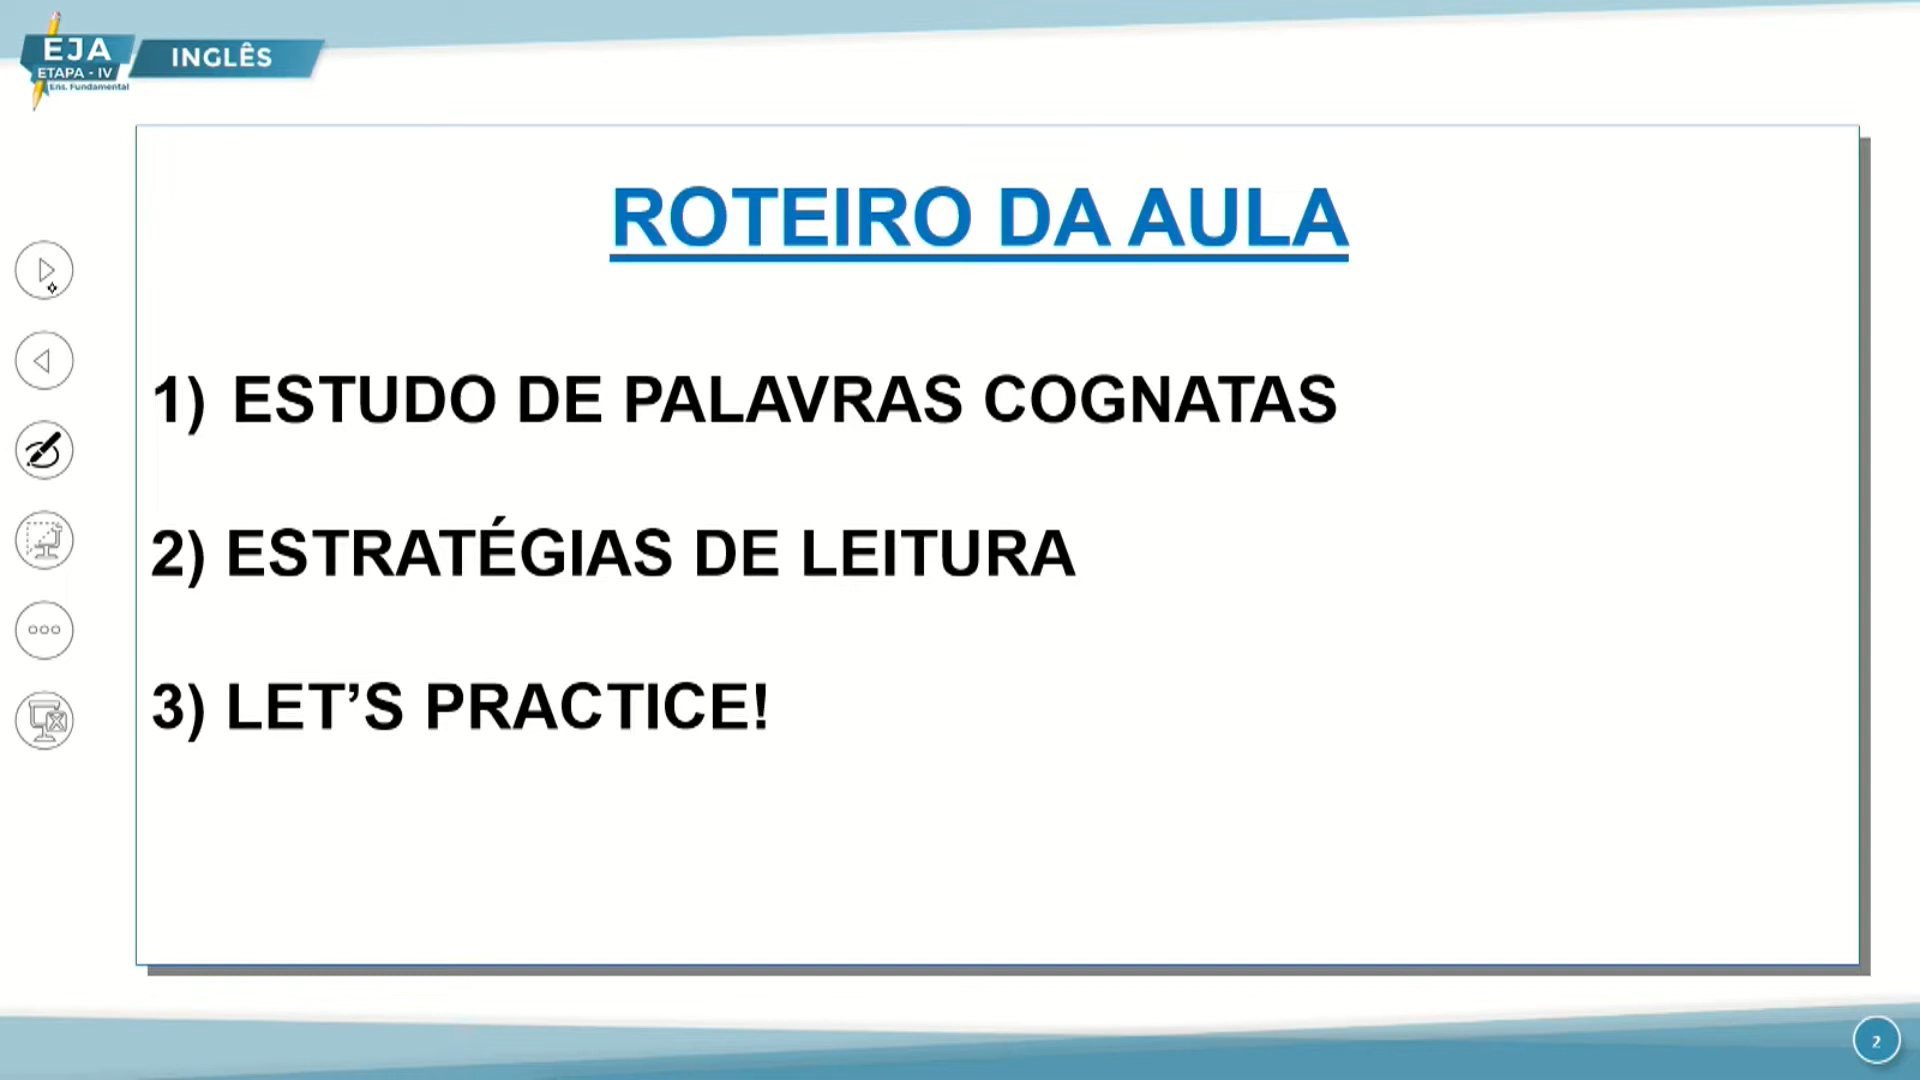 EJA
ETAPA - IV
Ens. Fundamental
INGLÊS
ROTEIRO DA AULA
1) ESTUDO DE PALAVRAS COGNATAS
2) ESTRATÉGIAS DE LEITURA
3) LET’S PRACTICE!
2